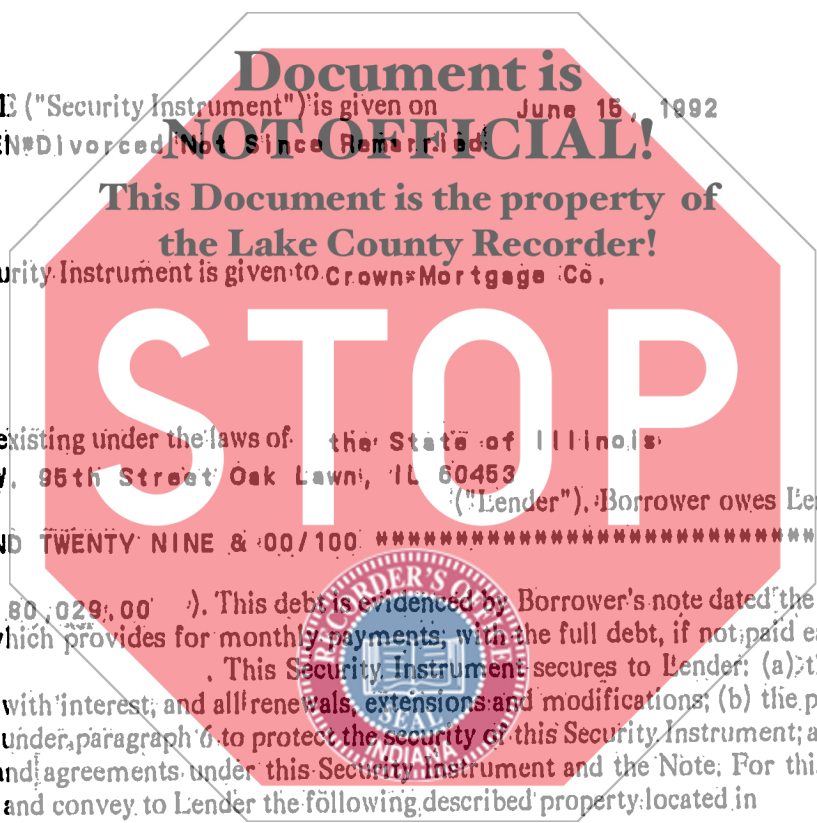 Document is
E ("Security Instrument") is given on June 15, 1992
EN*Divorced Not Since Remarried
NOT OFFICIAL!
This Document is the property of
the Lake County Recorder!
urity Instrument is given to Crown Mortgage Co.
STOP
existing under the laws of the State of Illinois
W. 95th Street Oak Lawn, IL 60453
("Lender"). Borrower owes Le
ND TWENTY NINE & 00/100 ##################################
80,029.00 ). This debt is evidenced by Borrower's note dated the
which provides for monthly payments, with the full debt, if not paid ea
. This Security Instrument secures to Lender: (a) t
with interest, and all renewals, extensions and modifications; (b) the p
under paragraph 6 to protect the security of this Security Instrument; a
and agreements under this Security Instrument and the Note. For thi
and convey to Lender the following described property located in
RECORDER'S OFFICE
SEAL
INDIANA